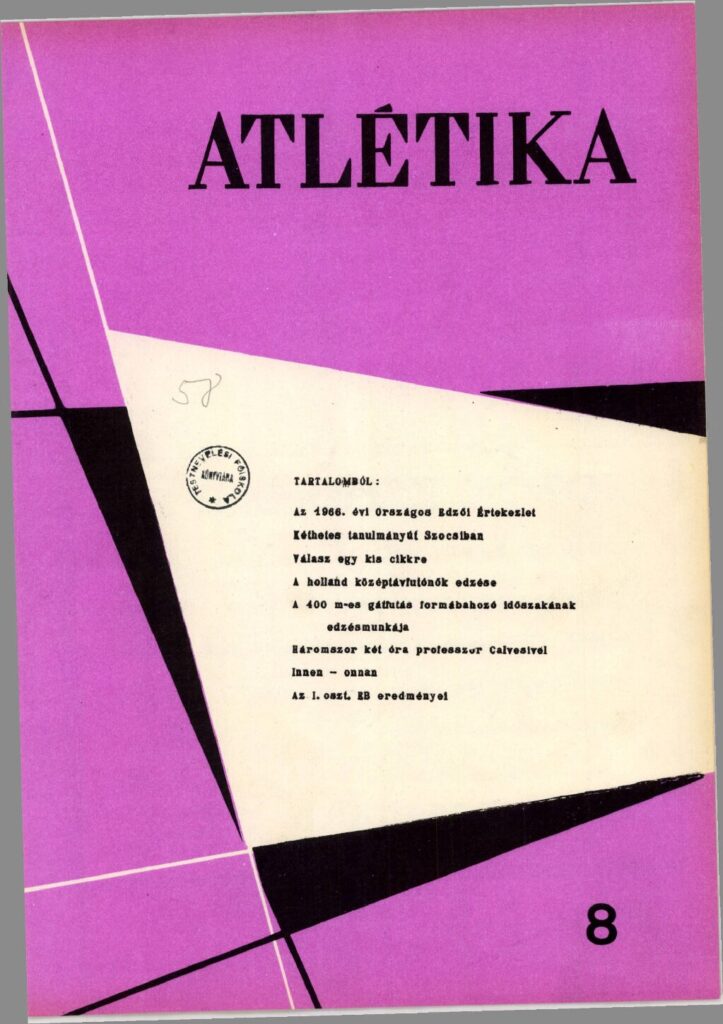 ATLÉTIKA
58
TESTNEVELÉSI FŐISKOLA
KÖNYVTÁRA
TARTALOMBÓL:
Az 1966. évi Országos Edzői Értekezlet
Kéthetes tanulmányút Szocsiban
Válasz egy kis cikkre
A holland középtávfutónők edzése
A 400 m-es gátfutás formábahozó időszakának
edzésmunkája
Háromszor két óra professzor Calvesivel
Innen - onnan
Az I. oszt. EB eredményei
8